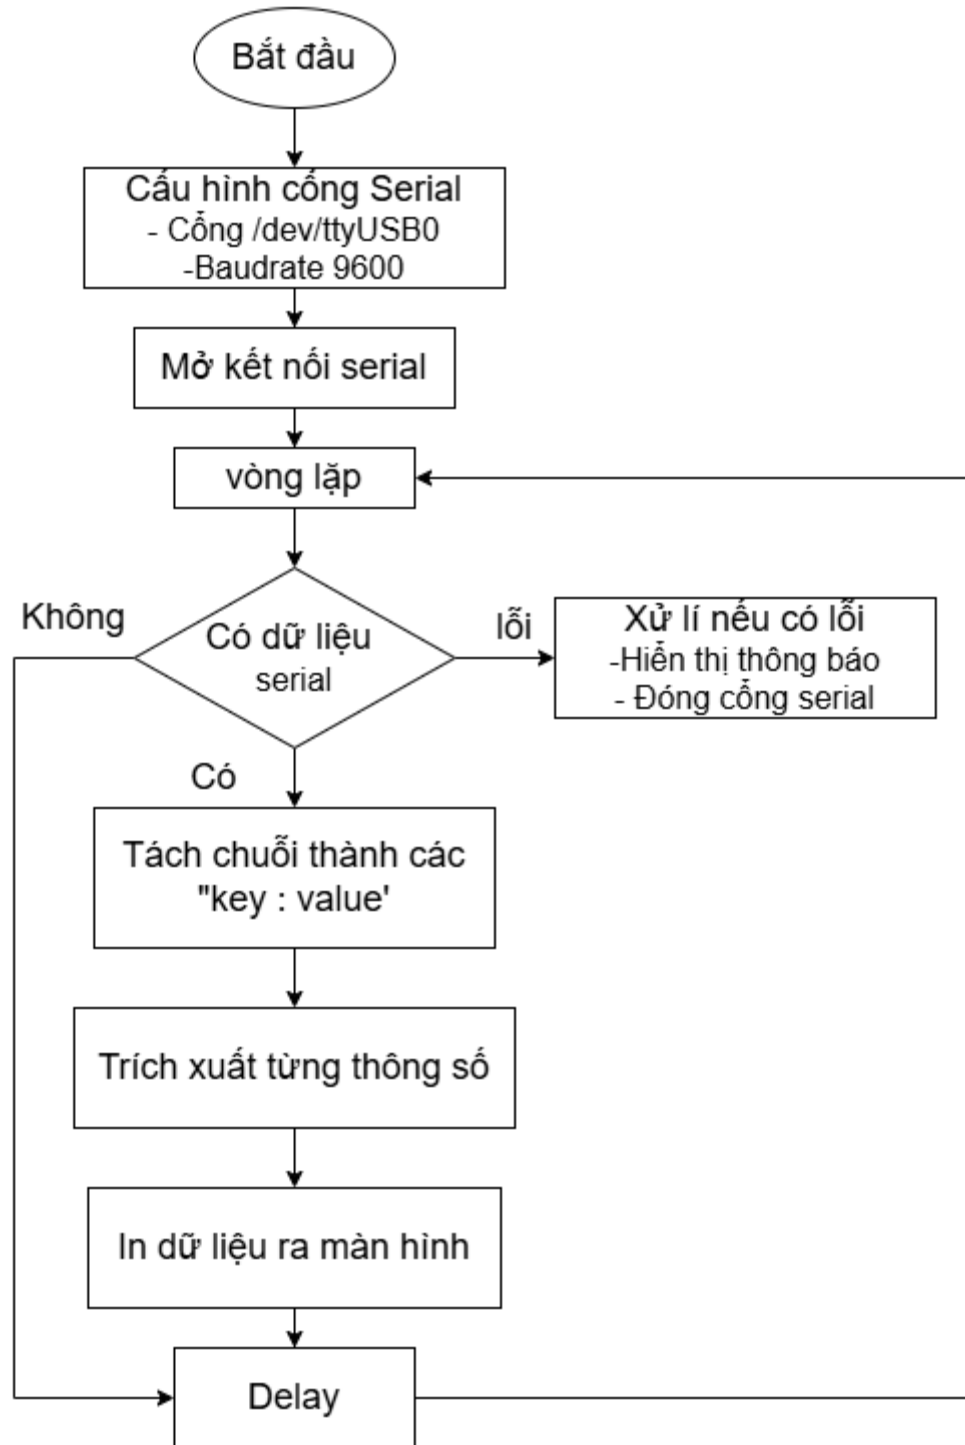 Bắt đầu
Cấu hình cổng Serial
- Cổng /dev/ttyUSB0
-Baudrate 9600
Mở kết nối serial
vòng lặp
Không
Có dữ liệu
serial
lỗi
Xử lí nếu có lỗi
-Hiển thị thông báo
- Đóng cổng serial
Có
Tách chuỗi thành các
"key : value'
Trích xuất từng thông số
In dữ liệu ra màn hình
Delay